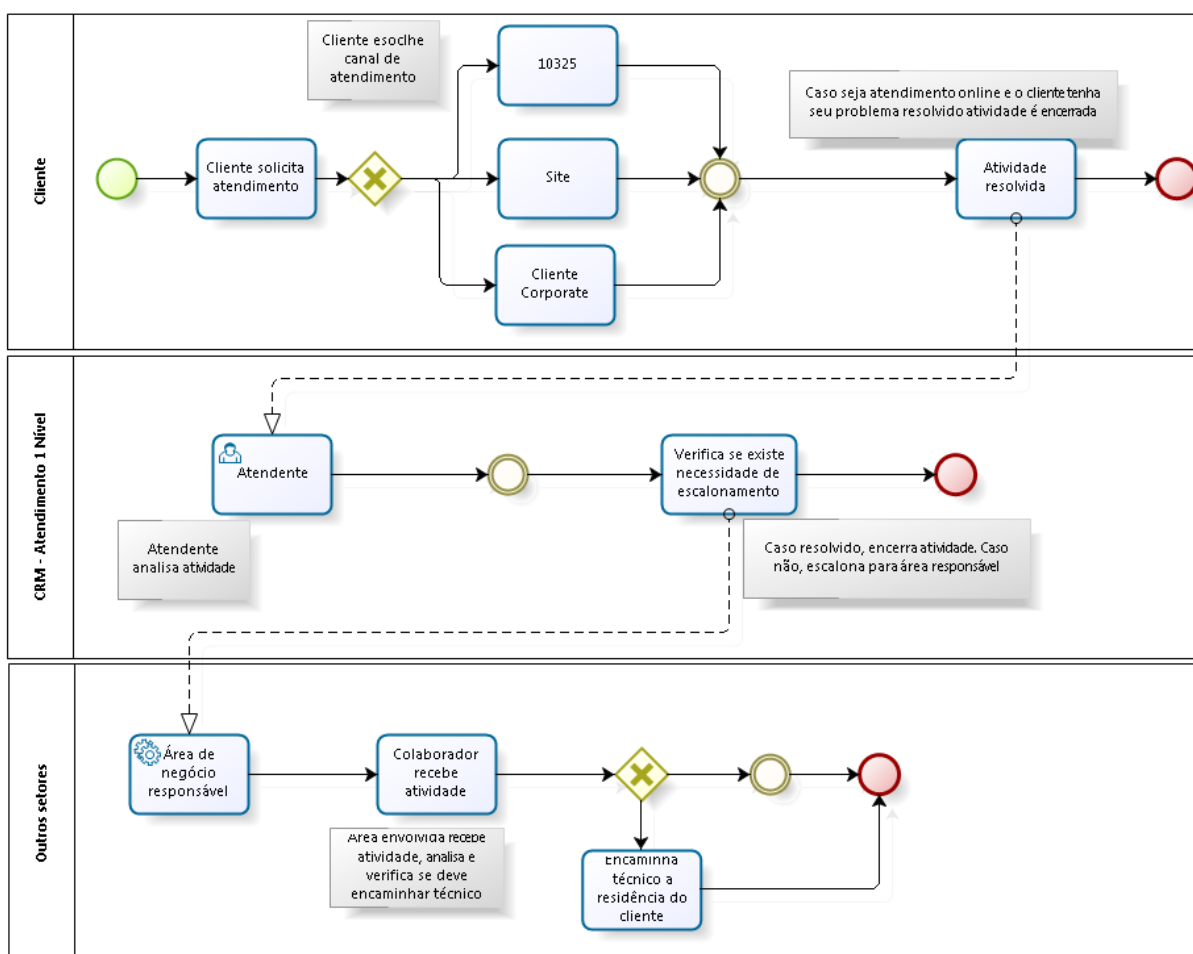 Cliente
Cliente esoclhe
canal de
atendimento
10325
Caso seja atendimento online e o cliente tenha
seu problema resolvido atividade é encerrada
Cliente solicita
atendimento
Site
Atividade
resolvida
Cliente
Corporate
CRM - Atendimento 1 Nível
Atendente
Verifica se existe
necessidade de
escalonamento
Atendente
analisa atividade
Caso resolvido, encerra atividade. Caso
não, escalona para área responsável
Outros setores
Área de
negócio
responsável
Colaborador
recebe
atividade
Área envolvida recebe
atividade, analisa e
verifica se deve
encaminhar técnico
Encaminha
técnico a
residência do
cliente